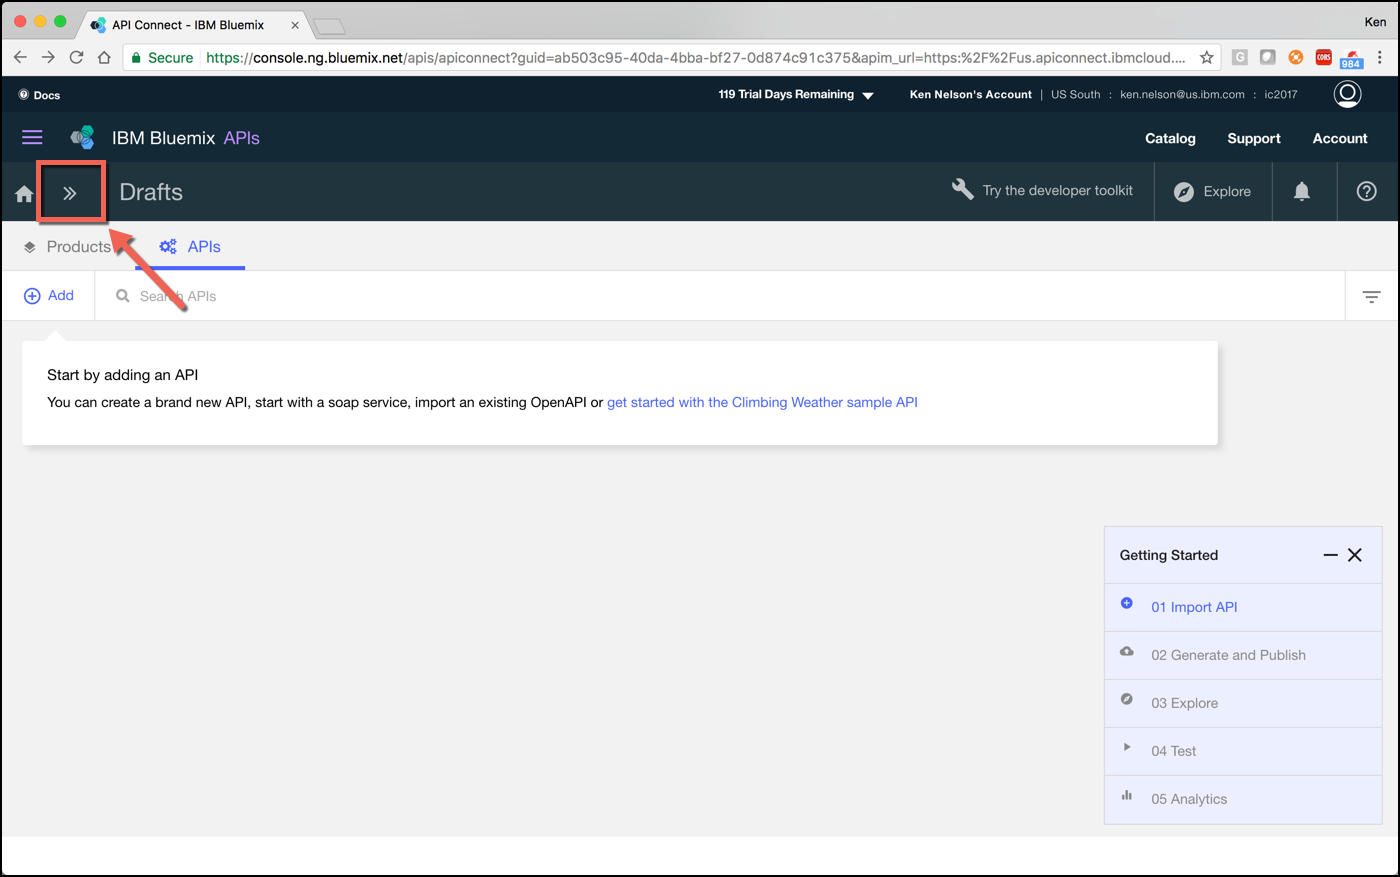 API Connect - IBM Bluemix
Ken
Secure https://console.ng.bluemix.net/apis/apiconnect?guid=ab503c95-40da-4bba-bf27-0d874c91c375&apim_url=https:%2F%2Fus.apiconnect.ibmcloud....
G
CORS
984
Docs
119 Trial Days Remaining
Ken Nelson's Account | US South : ken.nelson@us.ibm.com : ic2017
IBM Bluemix APIs
Catalog
Support
Account
Drafts
Try the developer toolkit
Explore
Products
APIs
Add
Search APIs
Start by adding an API
You can create a brand new API, start with a soap service, import an existing OpenAPI or get started with the Climbing Weather sample API
Getting Started
01 Import API
02 Generate and Publish
03 Explore
04 Test
05 Analytics